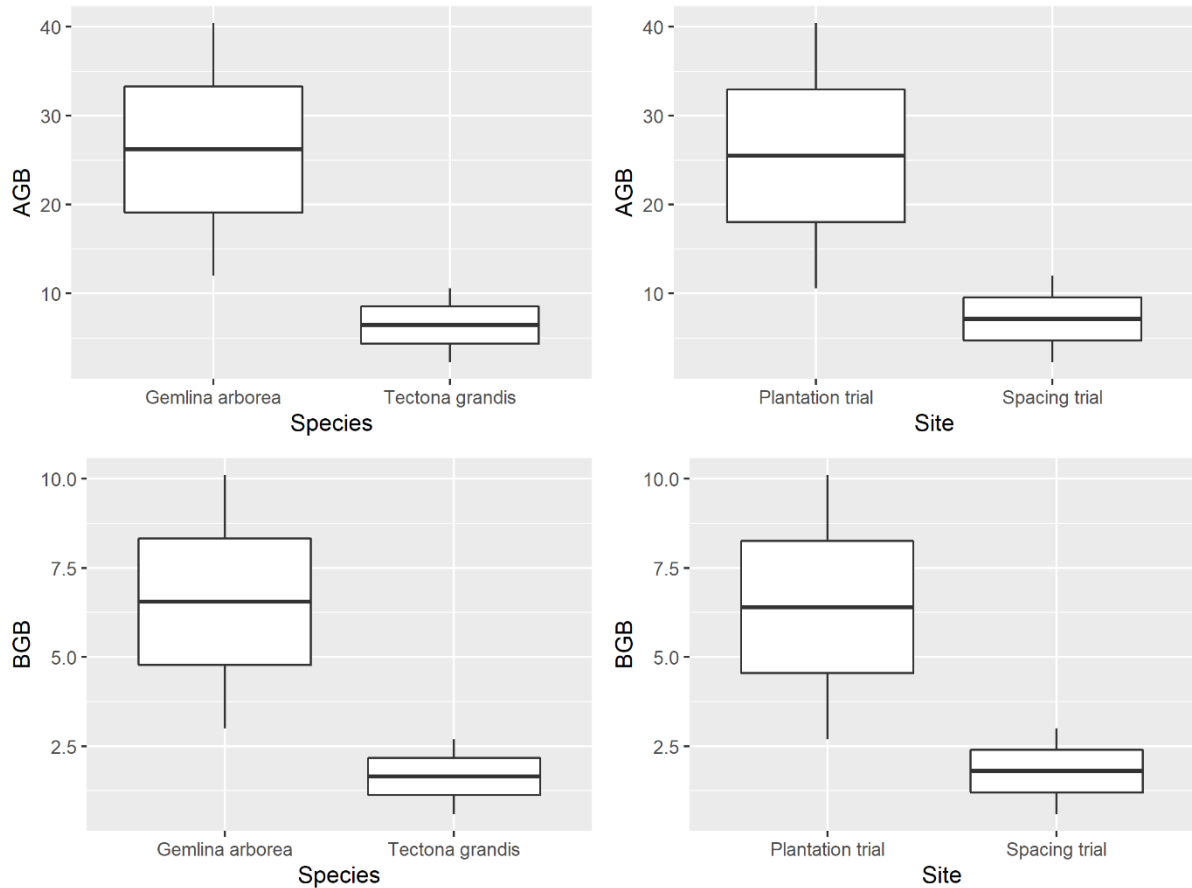 40
30
20
10
AGB
Gemlina arborea
Tectona grandis
Species
40
30
20
10
AGB
Plantation trial
Spacing trial
Site
10.0
7.5
5.0
2.5
BGB
Gemlina arborea
Tectona grandis
Species
10.0
7.5
5.0
2.5
BGB
Plantation trial
Spacing trial
Site